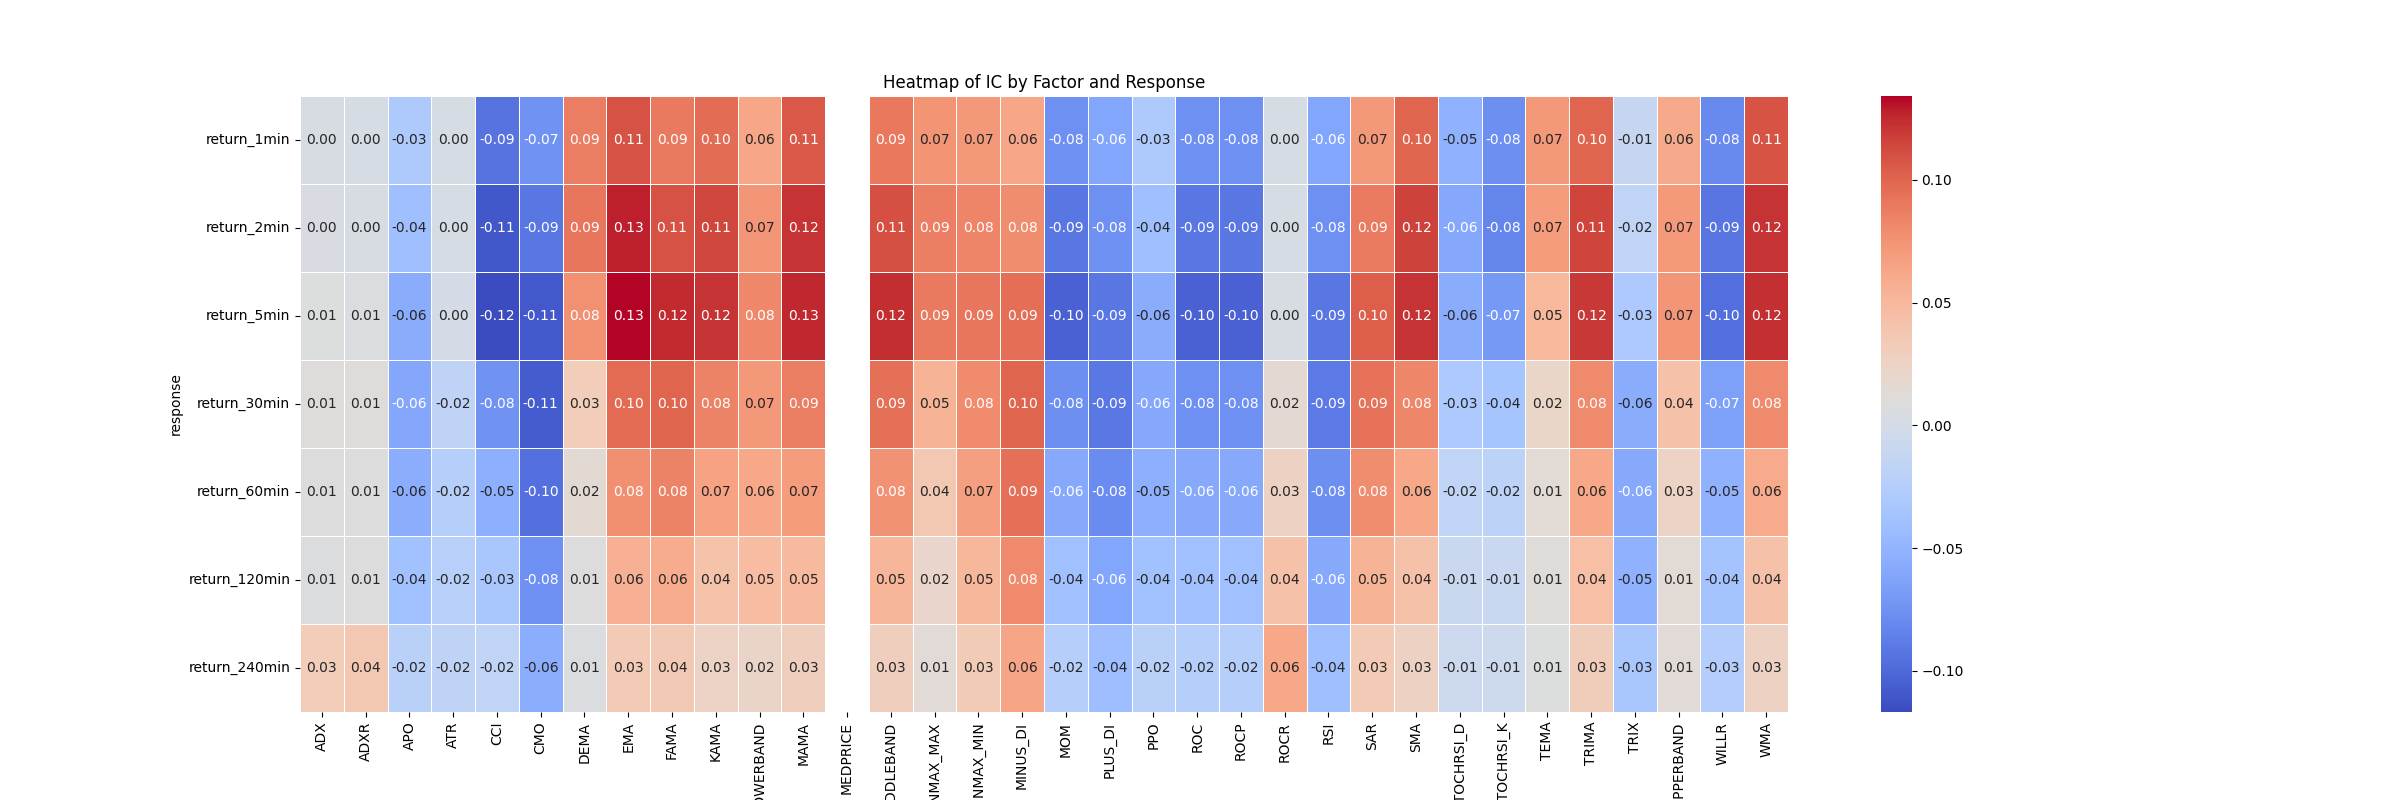 Heatmap of IC by Factor and Response
return_1min 0.00 0.00 -0.03 0.00 -0.09 -0.07 0.09 0.11 0.09 0.10 0.06 0.11 0.09 0.07 0.07 0.06 -0.08 -0.06 -0.03 -0.08 -0.08 0.00 -0.06 0.07 0.10 -0.05 -0.08 0.07 0.10 -0.01 0.06 -0.08 0.11
return_2min 0.00 0.00 -0.04 0.00 -0.11 -0.09 0.09 0.13 0.11 0.11 0.07 0.12 0.11 0.09 0.08 0.08 -0.09 -0.08 -0.04 -0.09 -0.09 0.00 -0.08 0.09 0.12 -0.06 -0.08 0.07 0.11 -0.02 0.07 -0.09 0.12
return_5min 0.01 0.01 -0.06 0.00 -0.12 -0.11 0.08 0.13 0.12 0.12 0.08 0.13 0.12 0.09 0.09 0.09 -0.10 -0.09 -0.06 -0.10 -0.10 0.00 -0.09 0.10 0.12 -0.06 -0.07 0.05 0.12 -0.03 0.07 -0.10 0.12
return_30min 0.01 0.01 -0.06 -0.02 -0.08 -0.11 0.03 0.10 0.10 0.08 0.07 0.09 0.09 0.05 0.08 0.10 -0.08 -0.09 -0.06 -0.08 -0.08 0.02 -0.09 0.09 0.08 -0.03 -0.04 0.02 0.08 -0.06 0.04 -0.07 0.08
return_60min 0.01 0.01 -0.06 -0.02 -0.05 -0.10 0.02 0.08 0.08 0.07 0.06 0.07 0.08 0.04 0.07 0.09 -0.06 -0.08 -0.05 -0.06 -0.06 0.03 -0.08 0.08 0.06 -0.02 -0.02 0.01 0.06 -0.06 0.03 -0.05 0.06
return_120min 0.01 0.01 -0.04 -0.02 -0.03 -0.08 0.01 0.06 0.06 0.04 0.05 0.05 0.05 0.02 0.05 0.08 -0.04 -0.06 -0.04 -0.04 -0.04 0.04 -0.06 0.05 0.04 -0.01 -0.01 0.01 0.04 -0.05 0.01 -0.04 0.04
return_240min 0.03 0.04 -0.02 -0.02 -0.02 -0.06 0.01 0.03 0.04 0.03 0.02 0.03 0.03 0.01 0.03 0.06 -0.02 -0.04 -0.02 -0.02 -0.02 0.06 -0.04 0.03 0.03 -0.01 -0.01 0.01 0.03 -0.03 0.01 -0.03 0.03
response
ADX
ADXR
APO
ATR
CCI
CMO
DEMA
EMA
FAMA
KAMA
OWERBAND
MAMA
MEDPRICE
DDLEBAND
NMAX_MAX
NMAX_MIN
MINUS_DI
MOM
PLUS_DI
PPO
ROC
ROCP
ROCR
RSI
SAR
SMA
TOCHRSI_D
TOCHRSI_K
TEMA
TRIMA
TRIX
PPERBAND
WILLR
WMA
0.10
0.05
0.00
−0.05
−0.10